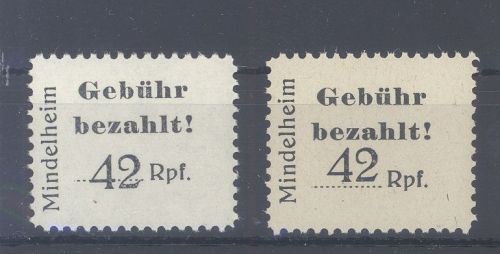 Mindelheim
Gebühr
bezahlt!
42 Rpf.
Mindelheim
Gebühr
bezahlt!
42 Rpf.